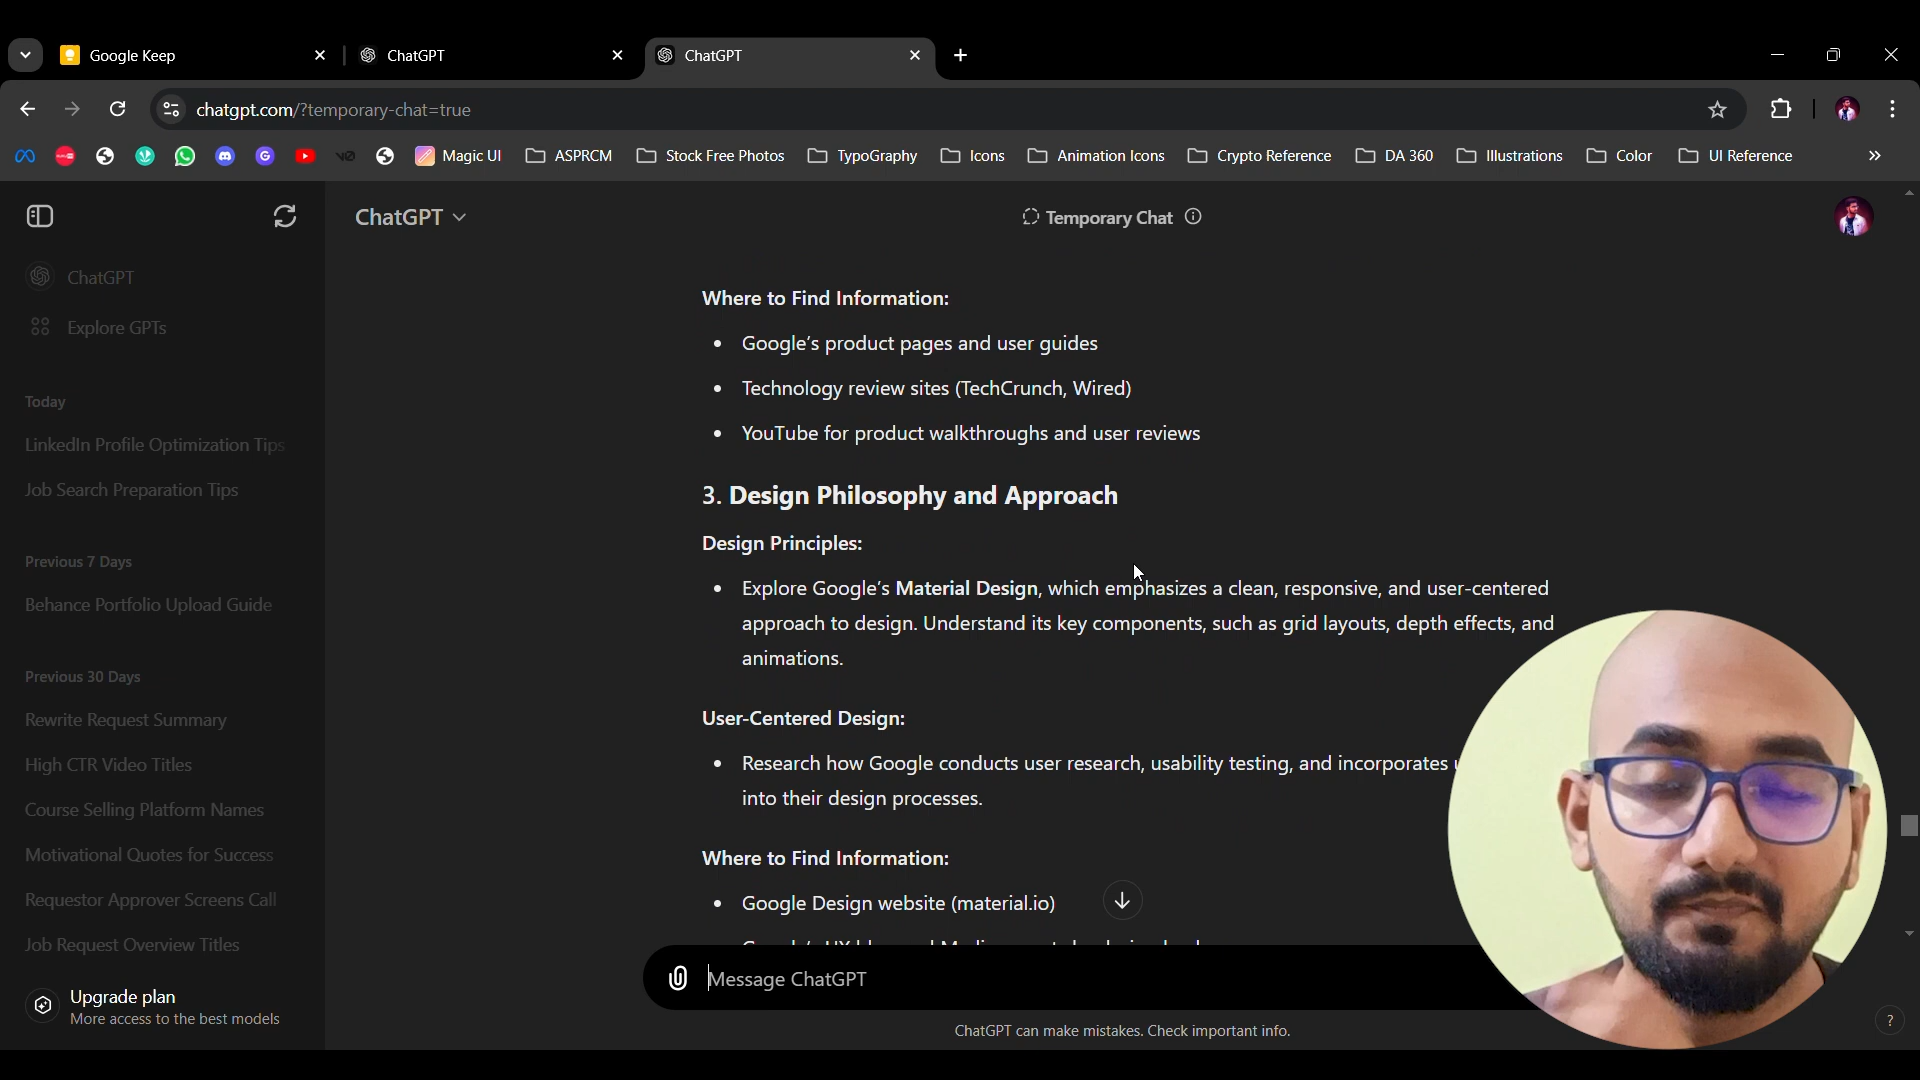 Google Keep
ChatGPT
ChatGPT
chatgpt.com/?temporary-chat=true
Magic UI
ASPRCM
Stock Free Photos
TypoGraphy
Icons
Animation Icons
Crypto Reference
DA 360
Illustrations
Color
UI Reference
ChatGPT
Temporary Chat
ChatGPT
Explore GPTs
Today
LinkedIn Profile Optimization Tips
Job Search Preparation Tips
Previous 7 Days
Behance Portfolio Upload Guide
Previous 30 Days
Rewrite Request Summary
High CTR Video Titles
Course Selling Platform Names
Motivational Quotes for Success
Requestor Approver Screens Call
Job Request Overview Titles
Upgrade plan
More access to the best models
Where to Find Information:
• Google's product pages and user guides
• Technology review sites (TechCrunch, Wired)
• YouTube for product walkthroughs and user reviews
3. Design Philosophy and Approach
Design Principles:
• Explore Google's Material Design, which emphasizes a clean, responsive, and user-centered
approach to design. Understand its key components, such as grid layouts, depth effects, and
animations.
User-Centered Design:
• Research how Google conducts user research, usability testing, and incorporates
into their design processes.
Where to Find Information:
• Google Design website (material.io)
Message ChatGPT
ChatGPT can make mistakes. Check important info.
?